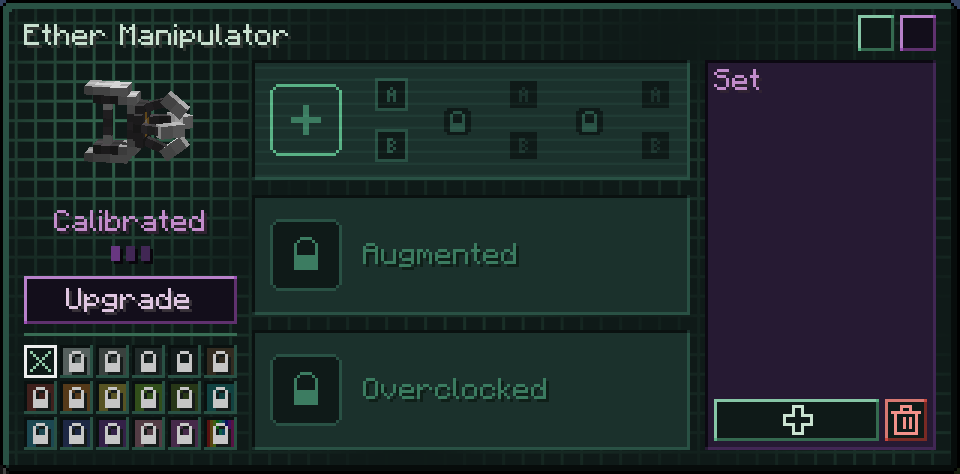 Ether Manipulator
Set
A A A
B B B
Calibrated
Augmented
Upgrade
Overclocked